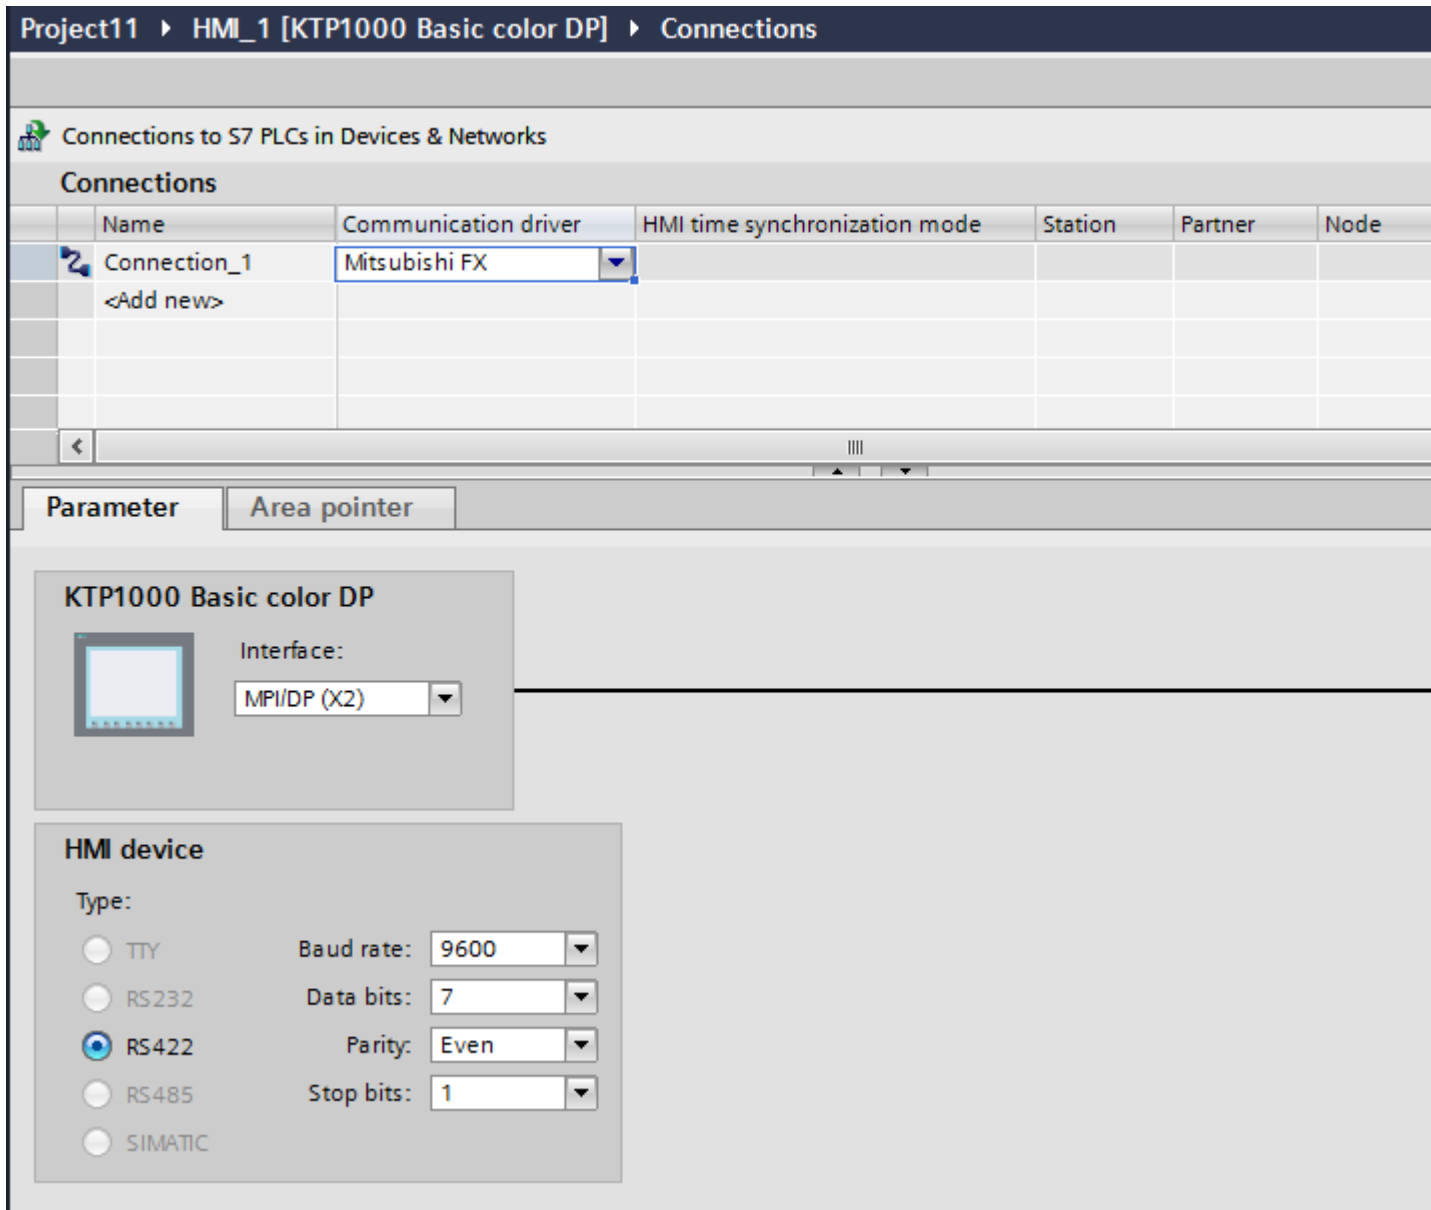 Project11 ▸ HMI_1 [KTP1000 Basic color DP] ▸ Connections
Connections to S7 PLCs in Devices & Networks
Connections
Name Communication driver HMI time synchronization mode Station Partner Node
Connection_1 Mitsubishi FX
<Add new>
Parameter Area pointer
KTP1000 Basic color DP
Interface:
MPI/DP (X2)
HMI device
Type:
TTY Baud rate: 9600
RS232 Data bits: 7
RS422 Parity: Even
RS485 Stop bits: 1
SIMATIC